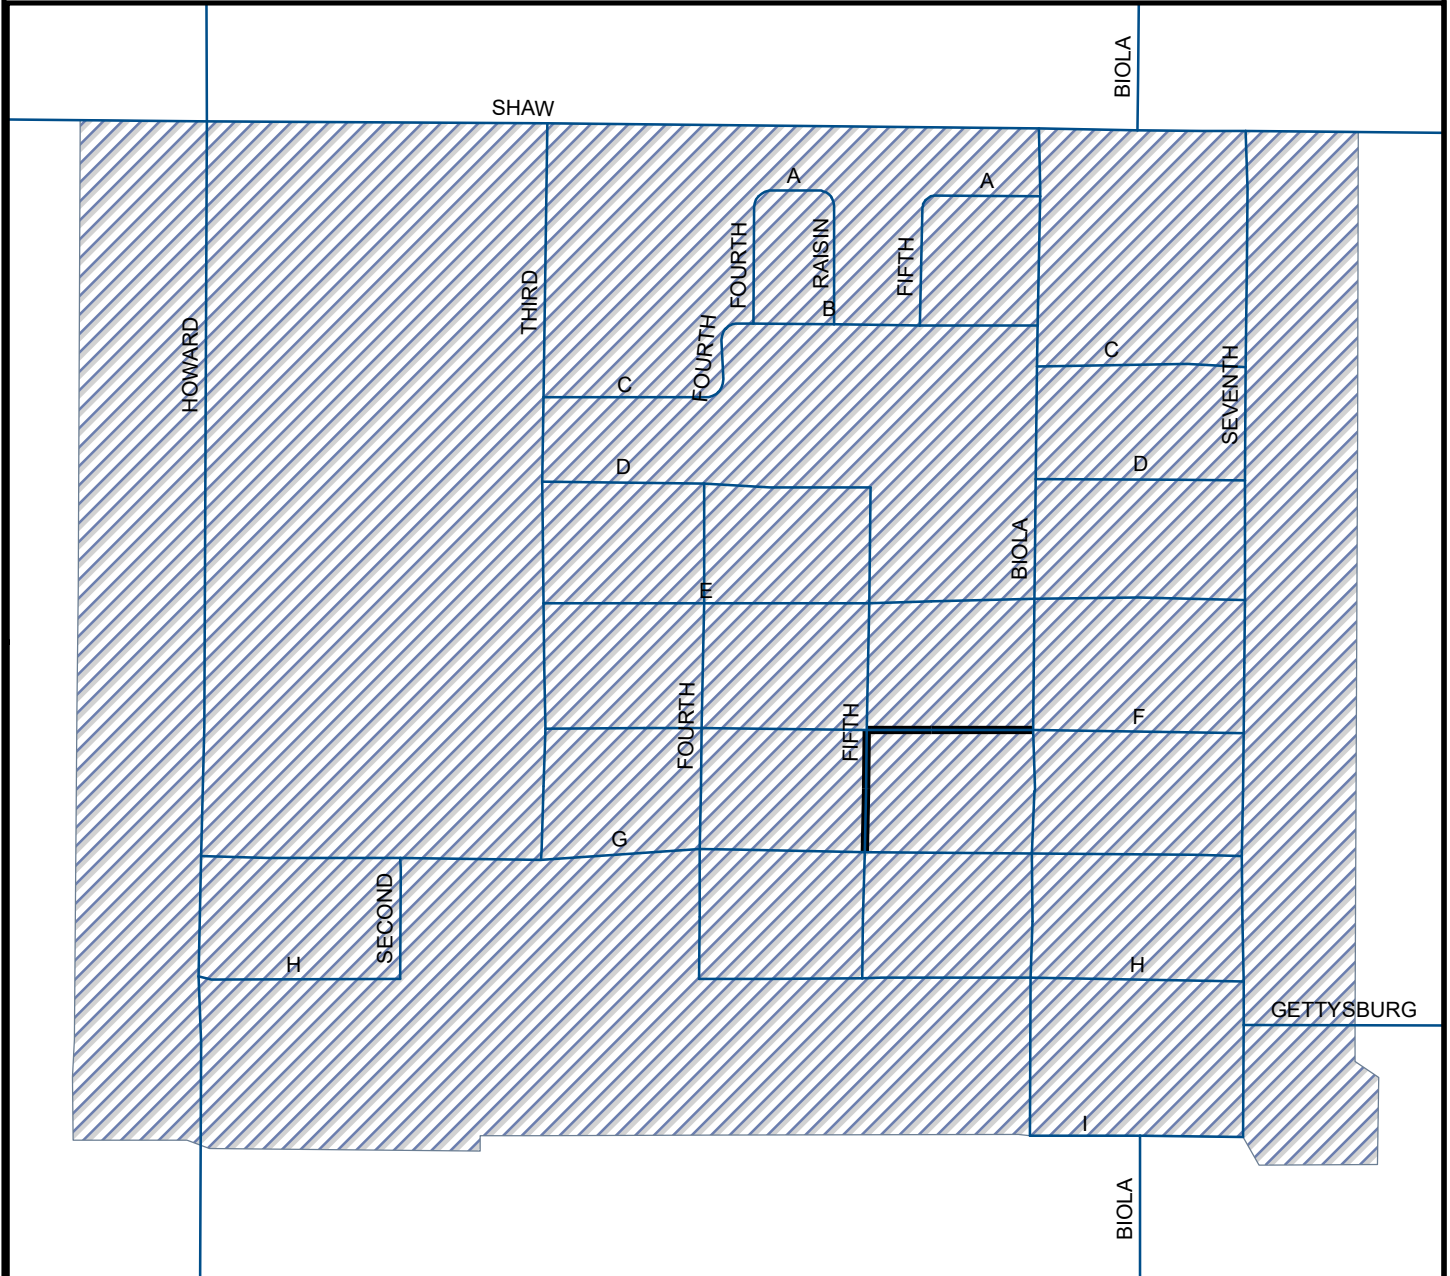 BIOLA
SHAW
A
A
FOURTH
RAISIN
FIFTH
THIRD
B
HOWARD
FOURTH
C
C
SEVENTH
D
D
BIOLA
E
FOURTH
FIFTH
F
G
SECOND
H
H
GETTYSBURG
I
BIOLA